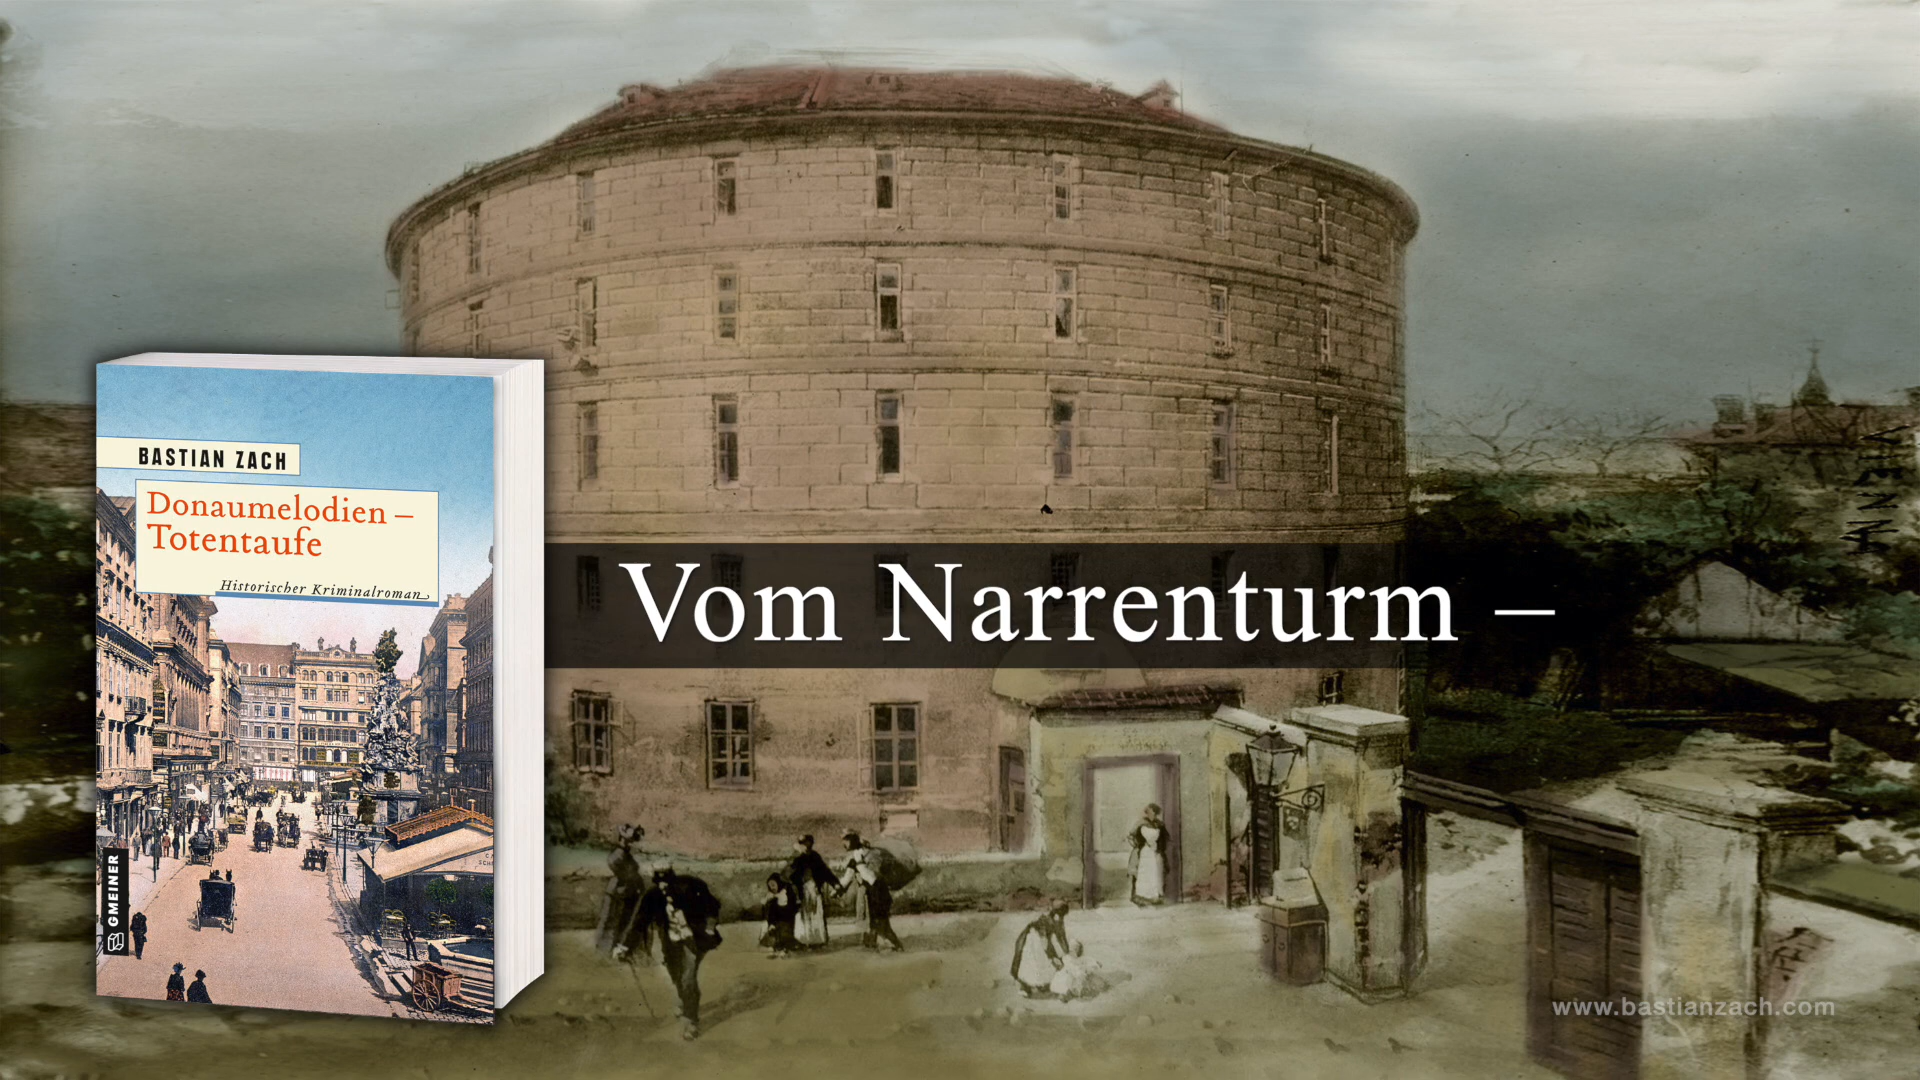 BASTIAN ZACH
Donaumelodien –
Totentaufe
Historischer Kriminalroman
GMEINER
Vom Narrenturm –
www.bastianzach.com